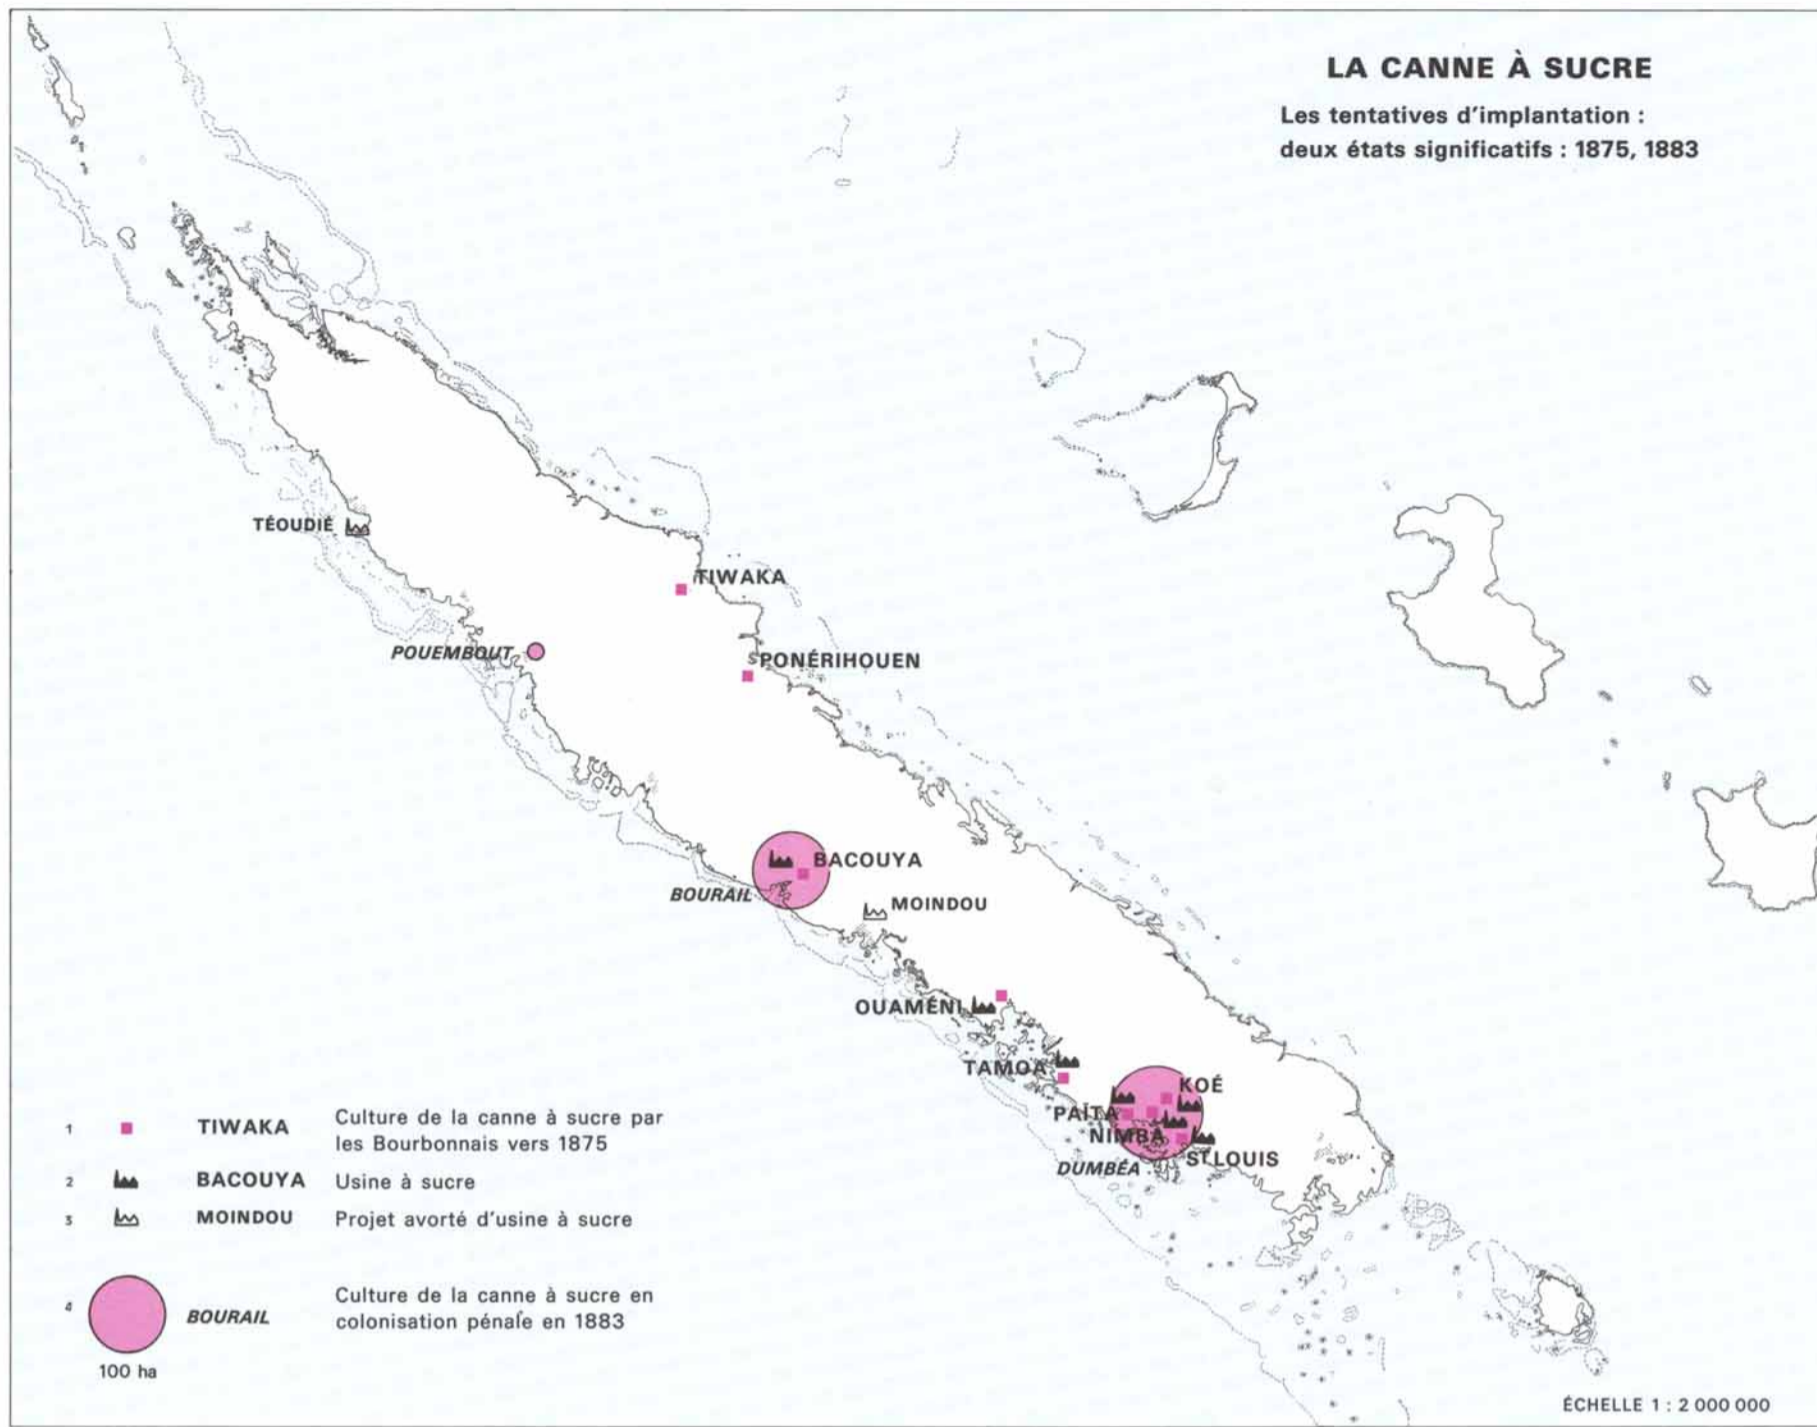 LA CANNE À SUCRE
Les tentatives d'implantation :
deux états significatifs : 1875, 1883
TÉOUDIÉ
TIWAKA
POUEMBOUT
PONÉRIHOUEN
BACOUYA
BOURAIL
MOINDOU
OUAMÉNI
TAMOA
KOÉ
PAÏTA
NIMBA
DUMBÉA
ST LOUIS
1 TIWAKA Culture de la canne à sucre par
les Bourbonnais vers 1875
2 BACOUYA Usine à sucre
3 MOINDOU Projet avorté d'usine à sucre
4 BOURAIL Culture de la canne à sucre en
colonisation pénale en 1883
100 ha
ÉCHELLE 1 : 2 000 000